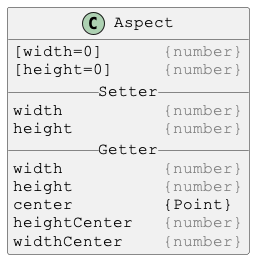 C Aspect
[width=0] {number}
[height=0] {number}
Setter
width {number}
height {number}
Getter
width {number}
height {number}
center {Point}
heightCenter {number}
widthCenter {number}